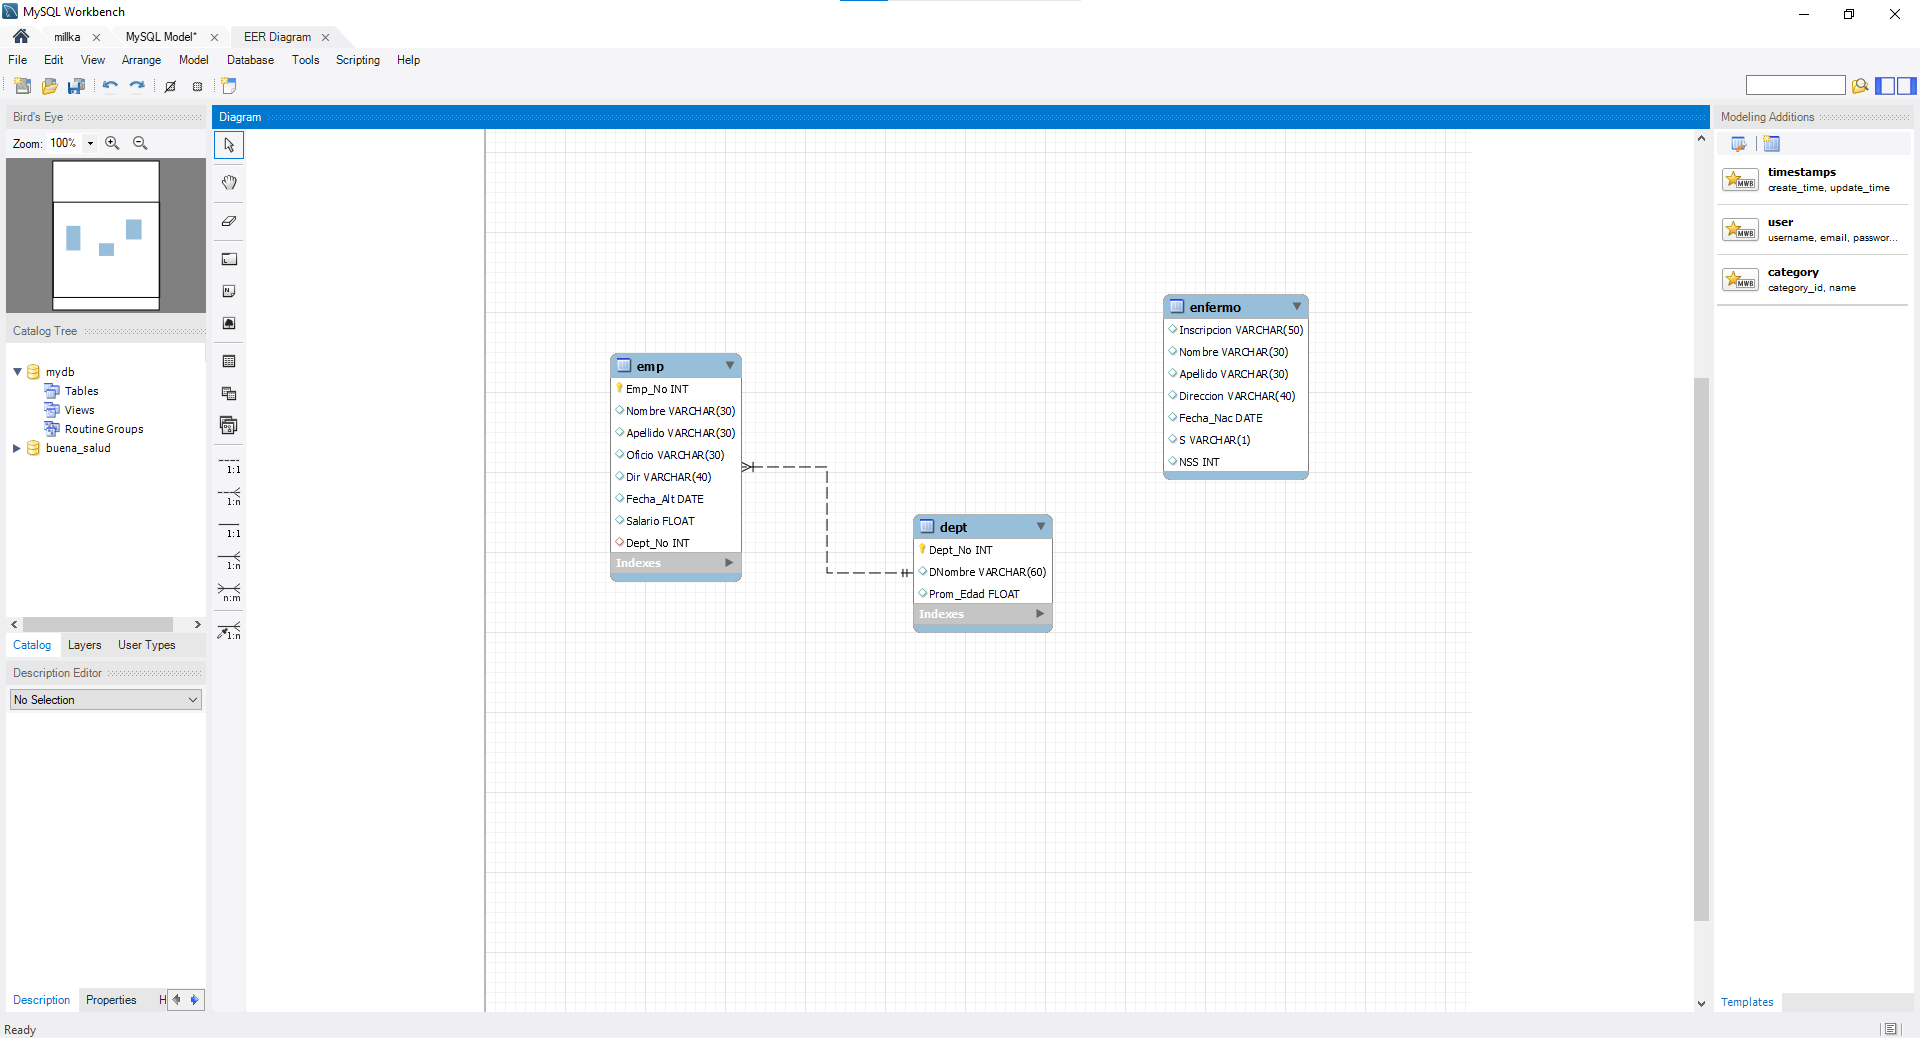 MySQL Workbench
millka
MySQL Model*
EER Diagram
File Edit View Arrange Model Database Tools Scripting Help
Bird's Eye
Zoom: 100%
Catalog Tree
mydb
Tables
Views
Routine Groups
buena_salud
Catalog Layers User Types
Description Editor
No Selection
Description Properties H
Ready
Diagram
1:1
1:n
1:1
1:n
n:m
1:n
emp
Emp_No INT
Nombre VARCHAR(30)
Apellido VARCHAR(30)
Oficio VARCHAR(30)
Dir VARCHAR(40)
Fecha_Alt DATE
Salario FLOAT
Dept_No INT
Indexes
dept
Dept_No INT
DNombre VARCHAR(60)
Prom_Edad FLOAT
Indexes
enfermo
Inscripcion VARCHAR(50)
Nombre VARCHAR(30)
Apellido VARCHAR(30)
Direccion VARCHAR(40)
Fecha_Nac DATE
S VARCHAR(1)
NSS INT
Modeling Additions
MWB
timestamps
create_time, update_time
MWB
user
username, email, passwor...
MWB
category
category_id, name
Templates